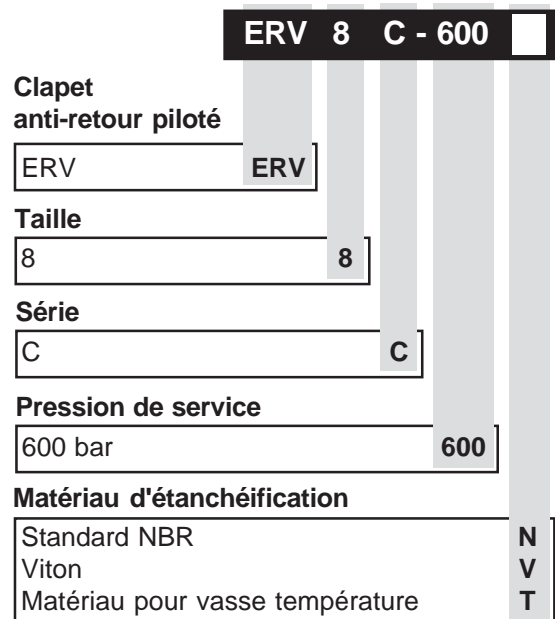 ERV 8 C - 600
Clapet
anti-retour piloté
ERV ERV
Taille
8 8
Série
C C
Pression de service
600 bar 600
Matériau d'étanchéification
Standard NBR N
Viton V
Matériau pour vasse température T